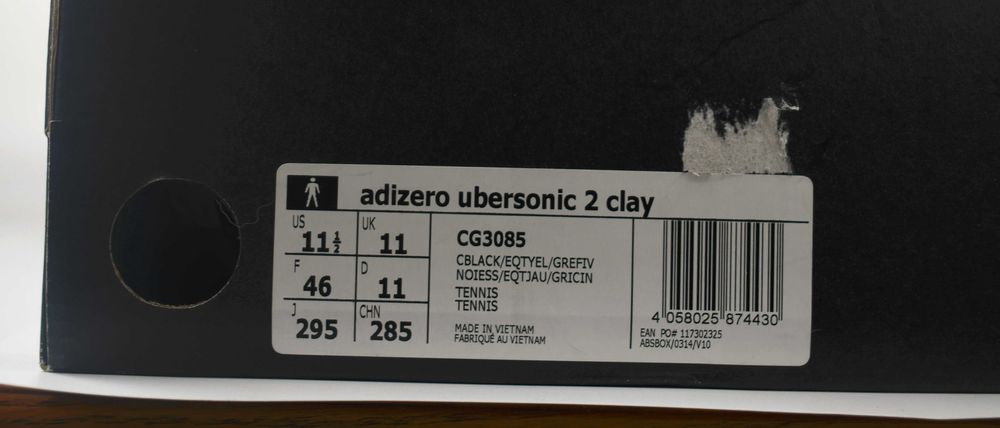 adizero ubersonic 2 clay
US 11½
UK 11
F 46
D 11
J 295
CHN 285
CG3085
CBLACK/EQTYEL/GREFIV
NOIESS/EQTJAU/GRICIN
TENNIS
TENNIS
MADE IN VIETNAM
FABRIQUÉ AU VIETNAM
4 058025 874430
EAN PO# 117302325
ABSBOX/0314/V10